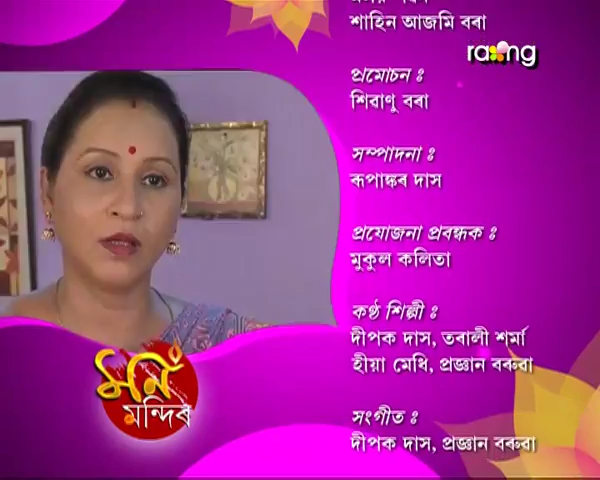 শাহিন আজমি বৰা
rang
প্ৰমোচন ঃ
শিৱাণু বৰা
সম্পাদনা ঃ
ৰূপাঙ্কৰ দাস
প্ৰযোজনা প্ৰবন্ধক ঃ
মুকুল কলিতা
কণ্ঠ শিল্পী ঃ
দীপক দাস, তৰালী শৰ্মা
হীয়া মেধি, প্ৰজ্ঞান বৰুৱা
সংগীত ঃ
দীপক দাস, প্ৰজ্ঞান বৰুৱা
মন
মন্দিৰ